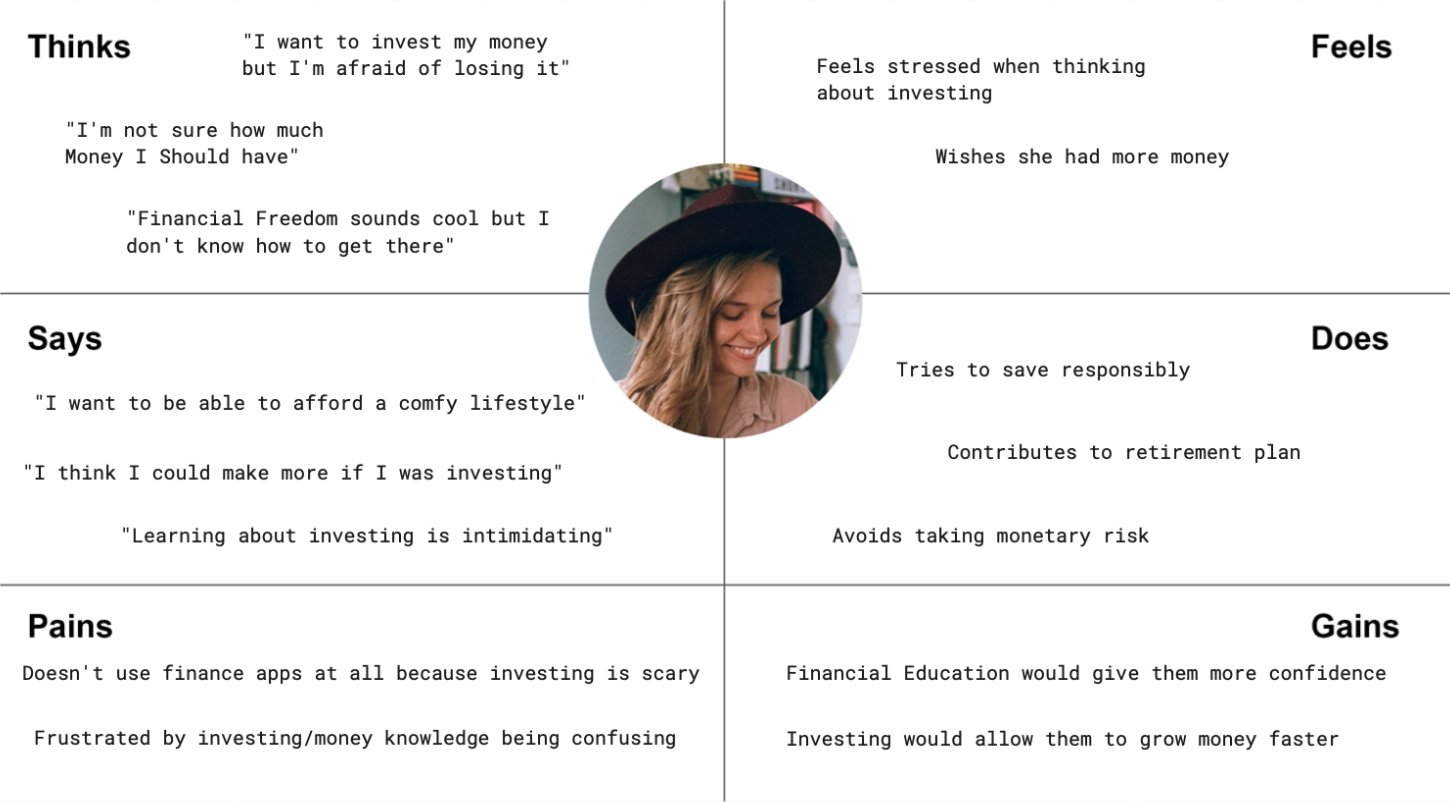 Thinks
"I want to invest my money
but I'm afraid of losing it"
"I'm not sure how much
Money I Should have"
"Financial Freedom sounds cool but I
don't know how to get there"
Feels
Feels stressed when thinking
about investing
Wishes she had more money
Says
"I want to be able to afford a comfy lifestyle"
"I think I could make more if I was investing"
"Learning about investing is intimidating"
Does
Tries to save responsibly
Contributes to retirement plan
Avoids taking monetary risk
Pains
Doesn't use finance apps at all because investing is scary
Frustrated by investing/money knowledge being confusing
Gains
Financial Education would give them more confidence
Investing would allow them to grow money faster